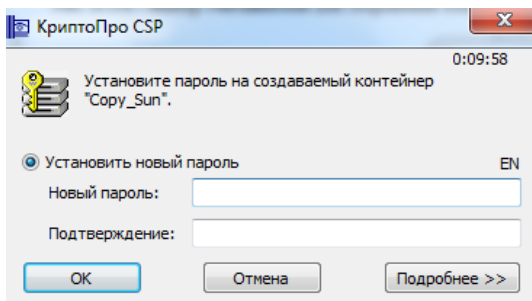 КриптоПро CSP
0:09:58
Установите пароль на создаваемый контейнер
"Copy_Sun".
Установить новый пароль
EN
Новый пароль:
Подтверждение:
OK
Отмена
Подробнее >>